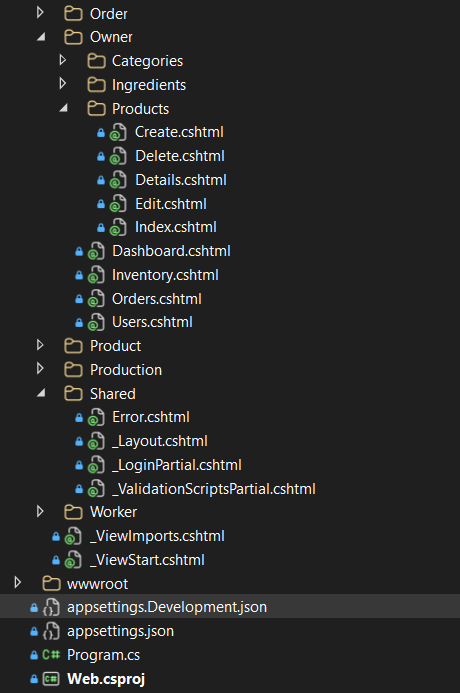 Order
Owner
Categories
Ingredients
Products
Create.cshtml
Delete.cshtml
Details.cshtml
Edit.cshtml
Index.cshtml
Dashboard.cshtml
Inventory.cshtml
Orders.cshtml
Users.cshtml
Product
Production
Shared
Error.cshtml
_Layout.cshtml
_LoginPartial.cshtml
_ValidationScriptsPartial.cshtml
Worker
_ViewImports.cshtml
_ViewStart.cshtml
wwwroot
appsettings.Development.json
appsettings.json
C# Program.cs
Web.csproj